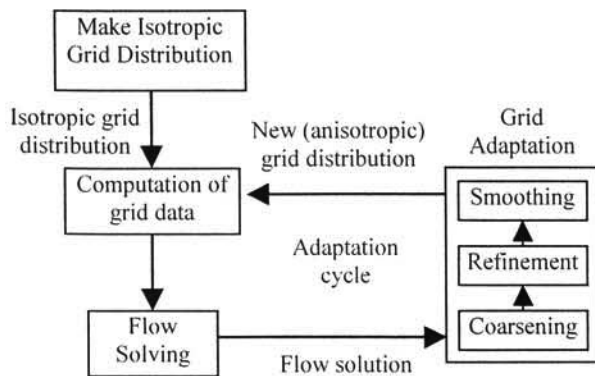 Make Isotropic
Grid Distribution
Isotropic grid
distribution
New (anisotropic)
grid distribution
Grid
Adaptation
Computation of
grid data
Smoothing
Adaptation
cycle
Refinement
Flow
Solving
Flow solution
Coarsening